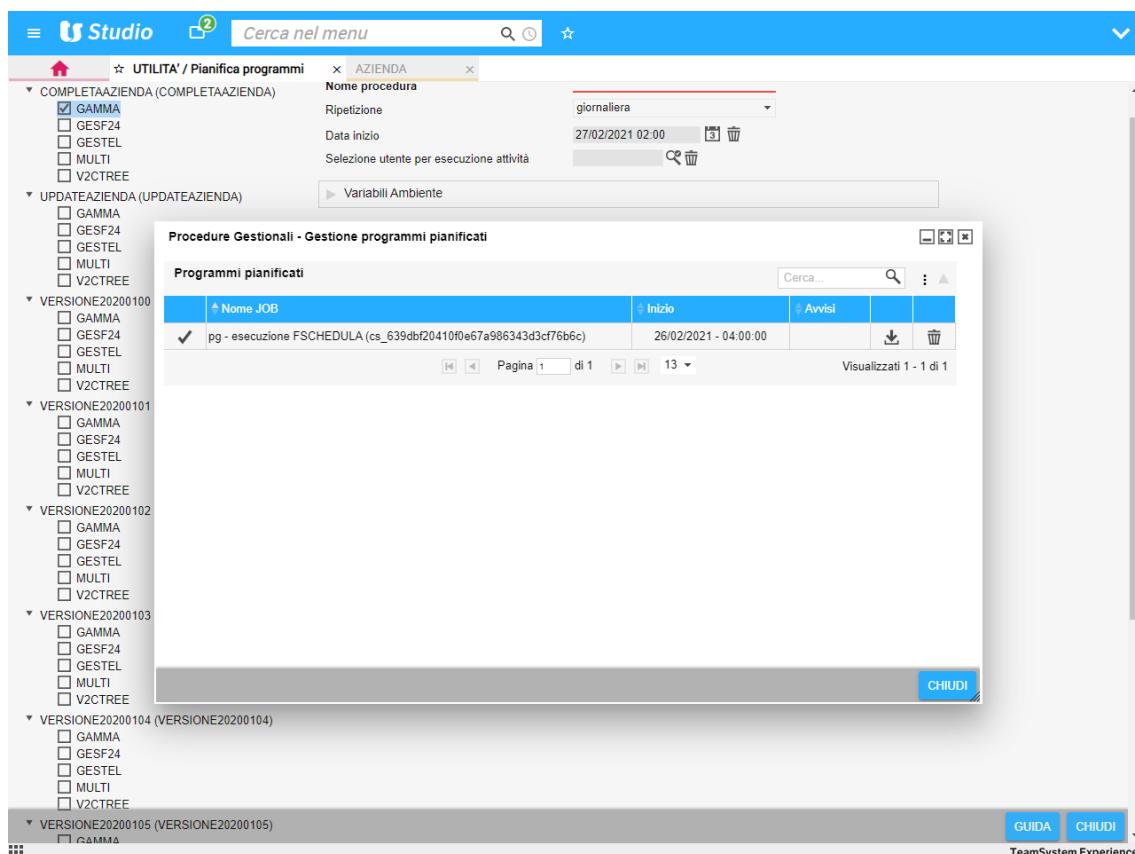 ts Studio
2
Cerca nel menu
UTILITA' / Pianifica programmi
AZIENDA
COMPLETAAZIENDA (COMPLETAAZIENDA)
GAMMA
GESF24
GESTEL
MULTI
V2CTREE
UPDATEAZIENDA (UPDATEAZIENDA)
GAMMA
GESF24
GESTEL
MULTI
V2CTREE
VERSIONE20200100
GAMMA
GESF24
GESTEL
MULTI
V2CTREE
VERSIONE20200101
GAMMA
GESF24
GESTEL
MULTI
V2CTREE
VERSIONE20200102
GAMMA
GESF24
GESTEL
MULTI
V2CTREE
VERSIONE20200103
GAMMA
GESF24
GESTEL
MULTI
V2CTREE
VERSIONE20200104 (VERSIONE20200104)
GAMMA
GESF24
GESTEL
MULTI
V2CTREE
VERSIONE20200105 (VERSIONE20200105)
GAMMA
Nome procedura
Ripetizione giornaliera
Data inizio 27/02/2021 02:00 3
Selezione utente per esecuzione attività
Variabili Ambiente
Procedure Gestionali - Gestione programmi pianificati
Programmi pianificati Cerca...
Nome JOB Inizio Avvisi
pg - esecuzione FSCHEDULA (cs_639dbf20410f0e67a986343d3cf76b6c) 26/02/2021 - 04:00:00
Pagina 1 di 1 13 Visualizzati 1 - 1 di 1
CHIUDI
GUIDA CHIUDI
TeamSystem Experience